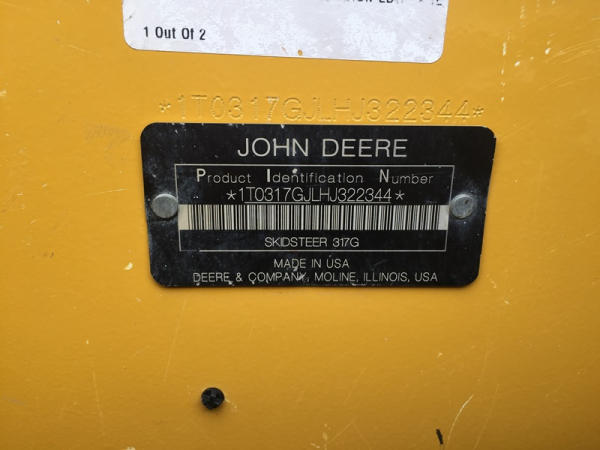 1 Out Of 2
*1T0317GJLHJ322344*
JOHN DEERE
Product Identification Number
*1T0317GJLHJ322344*
SKIDSTEER 317G
MADE IN USA
DEERE & COMPANY, MOLINE, ILLINOIS, USA